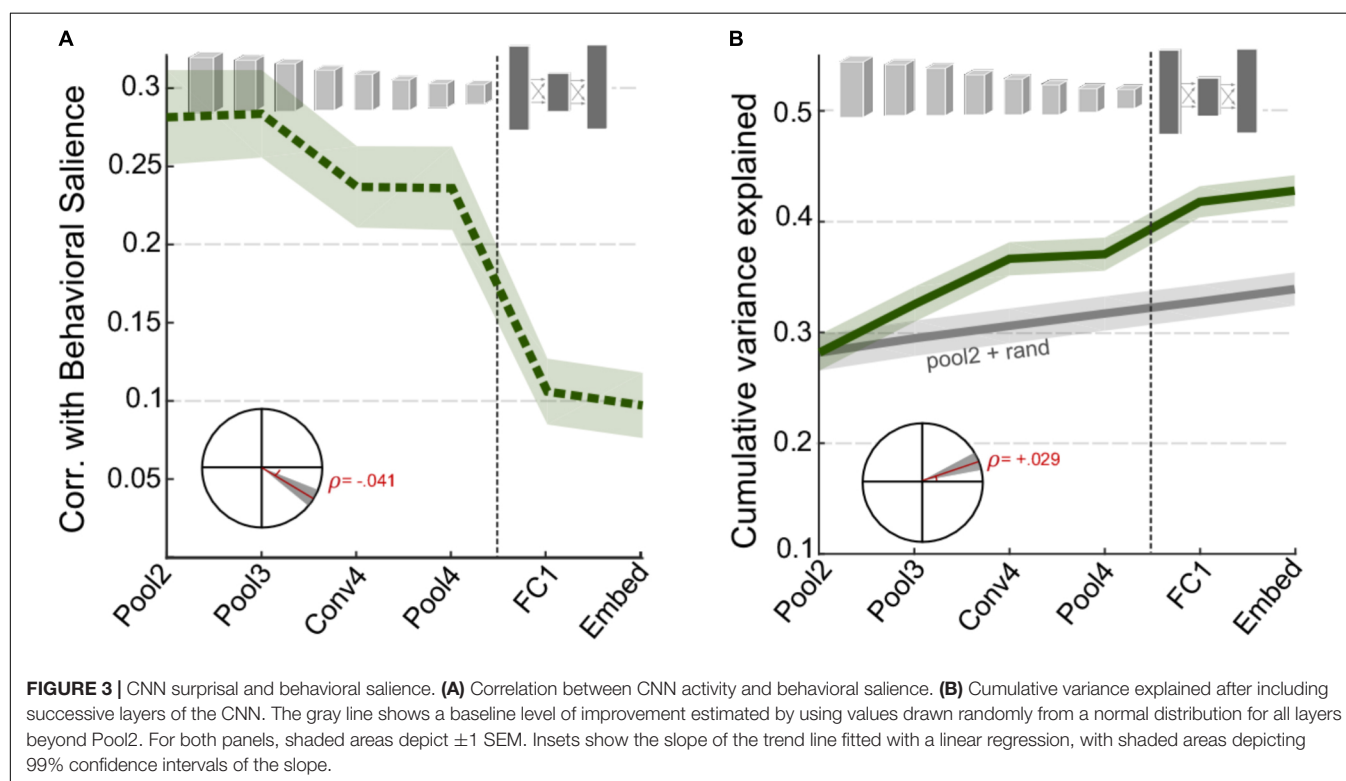 A
Corr. with Behavioral Salience
0.3
0.25
0.2
0.15
0.1
0.05
ρ= -.041
Pool2
Pool3
Conv4
Pool4
FC1
Embed
B
Cumulative variance explained
0.5
0.4
0.3
0.2
0.1
pool2 + rand
ρ= +.029
Pool2
Pool3
Conv4
Pool4
FC1
Embed
FIGURE 3 | CNN surprisal and behavioral salience. (A) Correlation between CNN activity and behavioral salience. (B) Cumulative variance explained after including
successive layers of the CNN. The gray line shows a baseline level of improvement estimated by using values drawn randomly from a normal distribution for all layers
beyond Pool2. For both panels, shaded areas depict ±1 SEM. Insets show the slope of the trend line fitted with a linear regression, with shaded areas depicting
99% confidence intervals of the slope.